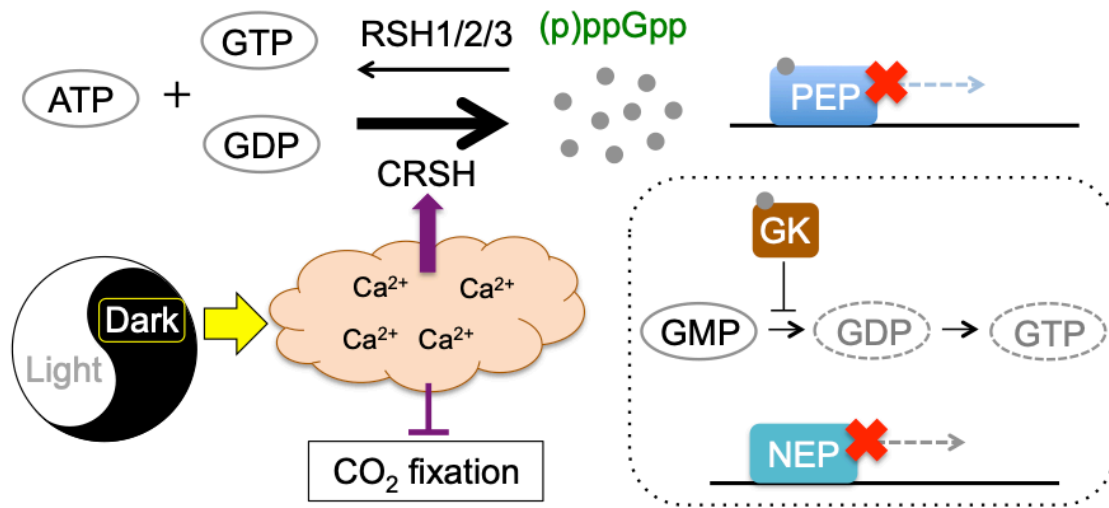 GTP
RSH1/2/3
(p)ppGpp
ATP
+
GDP
PEP
CRSH
GK
Ca²⁺
Ca²⁺
Dark
Ca²⁺
Ca²⁺
Light
GMP
GDP
GTP
CO₂ fixation
NEP